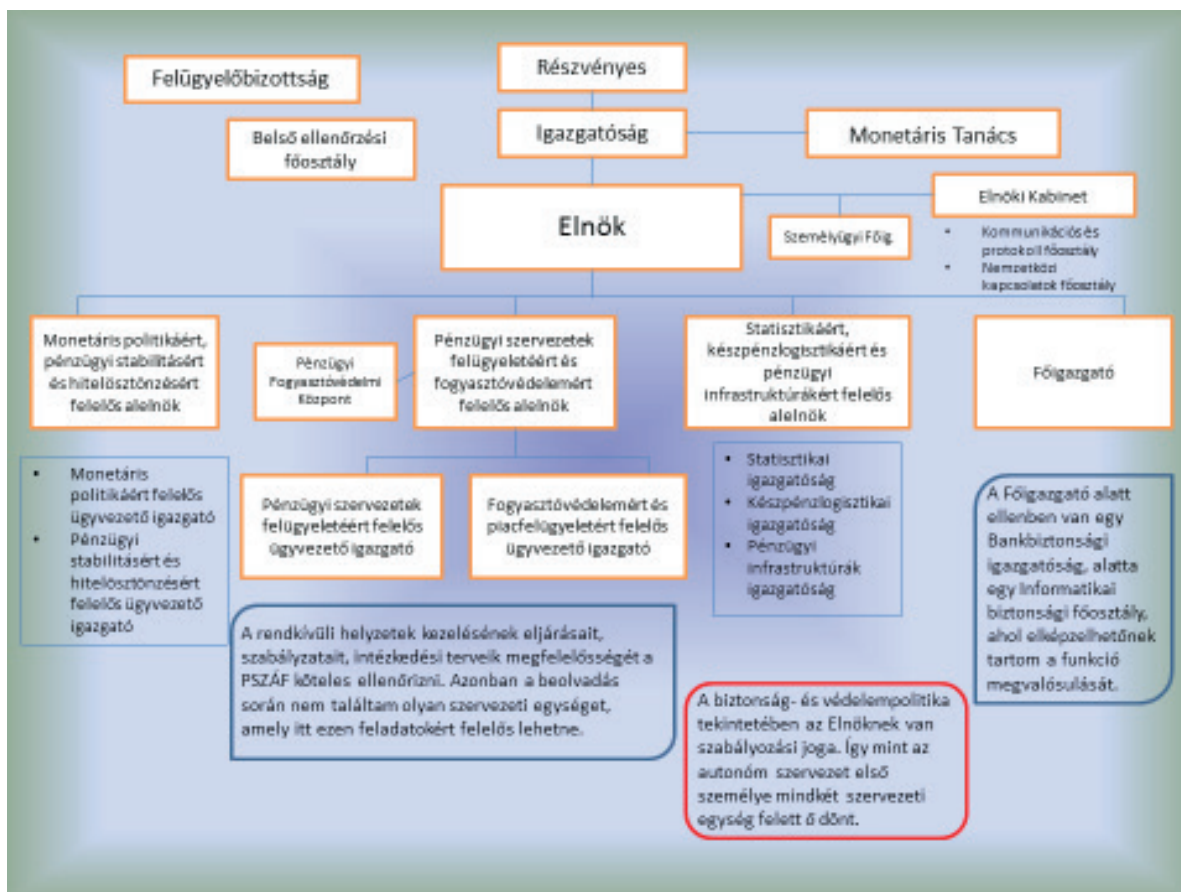 Felügyelőbizottság
Részvényes
Belső ellenőrzési
főosztály
Igazgatóság
Monetáris Tanács
Elnök
Személyügyi Főig.
Elnöki Kabinet
• Kommunikációs és
protokoll főosztály
• Nemzetközi
kapcsolatok főosztály
Monetáris politikáért,
pénzügyi stabilitásért
és hitelösztönzésért
felelős alelnök
Pénzügyi
Fogyasztóvédelmi
Központ
Pénzügyi szervezetek
felügyeletéért és
fogyasztóvédelemért
felelős alelnök
Statisztikáért,
készpénzlogisztikáért és
pénzügyi
infrastruktúrákért felelős
alelnök
Főigazgató
• Monetáris
politikáért felelős
ügyvezető igazgató
• Pénzügyi
stabilitásért és
hitelösztönzésért
felelős ügyvezető
igazgató
Pénzügyi szervezetek
felügyeletéért felelős
ügyvezető igazgató
Fogyasztóvédelemért és
piacfelügyeletért felelős
ügyvezető igazgató
• Statisztikai
igazgatóság
• Készpénzlogisztikai
igazgatóság
• Pénzügyi
infrastruktúrák
igazgatóság
A Főigazgató alatt
ellenben van egy
Bankbiztonsági
igazgatóság, alatta
egy Informatikai
biztonsági főosztály,
ahol elképzelhetőnek
tartom a funkció
megvalósulását.
A rendkívüli helyzetek kezelésének eljárásait,
szabályzatait, intézkedési terveik megfelelősségét a
PSZÁF köteles ellenőrizni. Azonban a beolvadás
során nem találtam olyan szervezeti egységet,
amely itt ezen feladatokért felelős lehetne.
A biztonság- és védelempolitika
tekintetében az Elnöknek van
szabályozási joga. Így mint az
autonóm szervezet első
személye mindkét szervezeti
egység felett ő dönt.